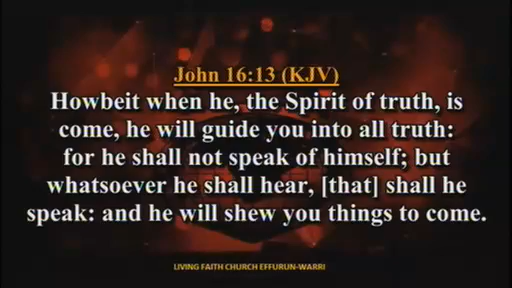 John 16:13 (KJV)
Howbeit when he, the Spirit of truth, is
come, he will guide you into all truth:
for he shall not speak of himself; but
whatsoever he shall hear, [that] shall he
speak: and he will shew you things to come.
LIVING FAITH CHURCH EFFURUN-WARRI